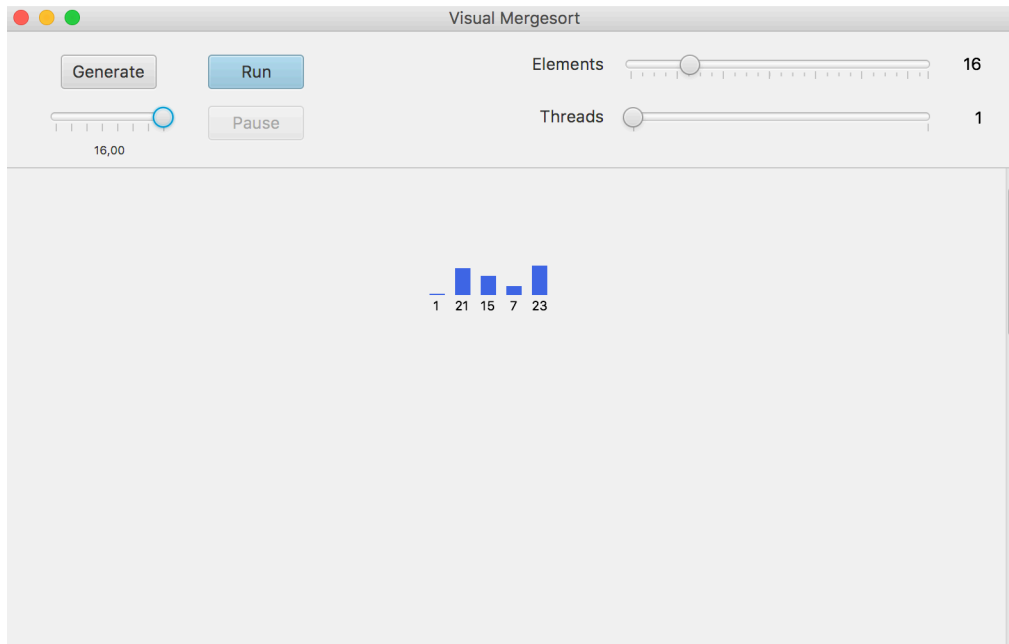 Visual Mergesort
Generate
Run
Elements
16
Pause
Threads
1
16,00
1 21 15 7 23